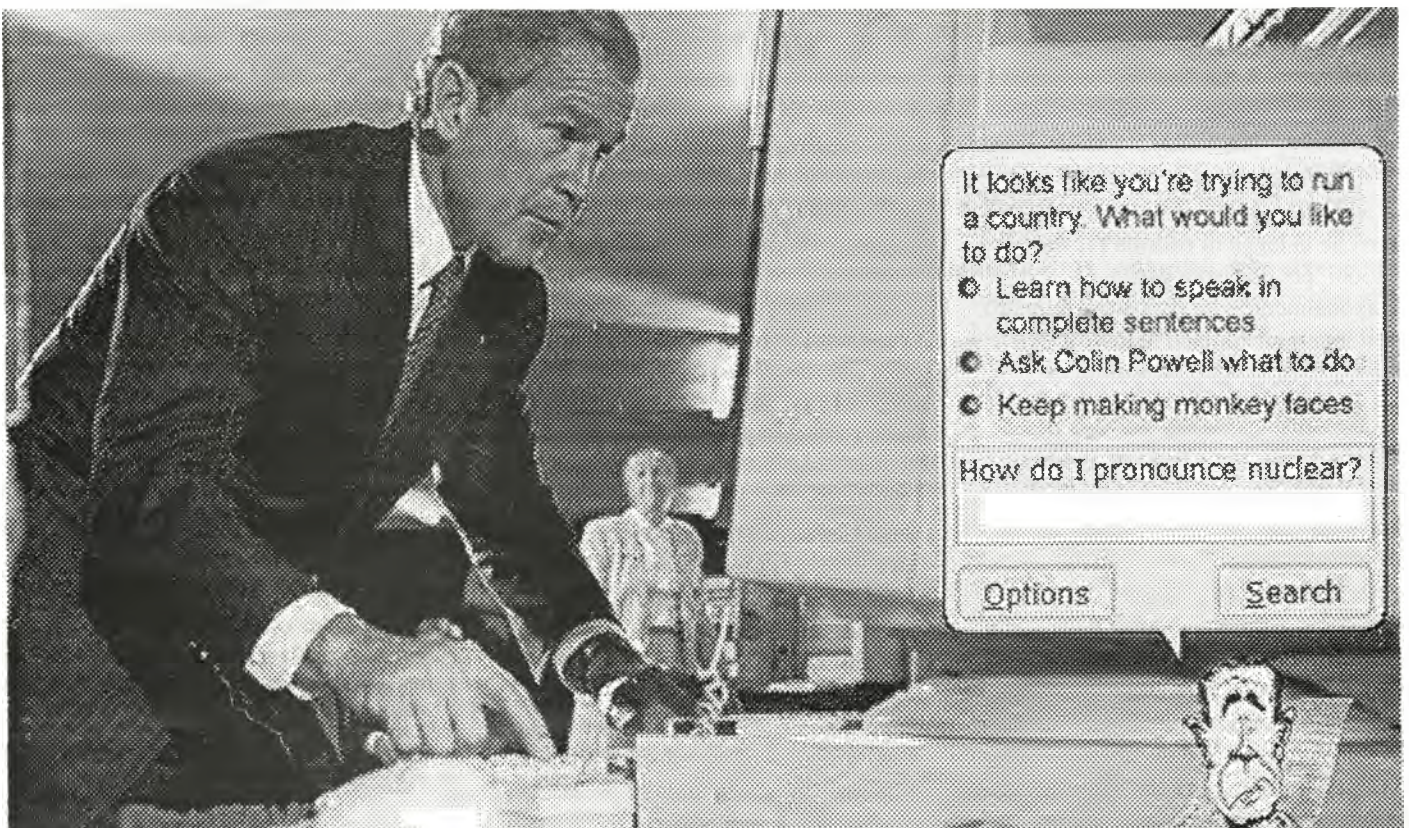 It looks like you're trying to run
a country. What would you like
to do?
Learn how to speak in
complete sentences
Ask Colin Powell what to do
Keep making monkey faces
How do I pronounce nuclear?
Options
Search